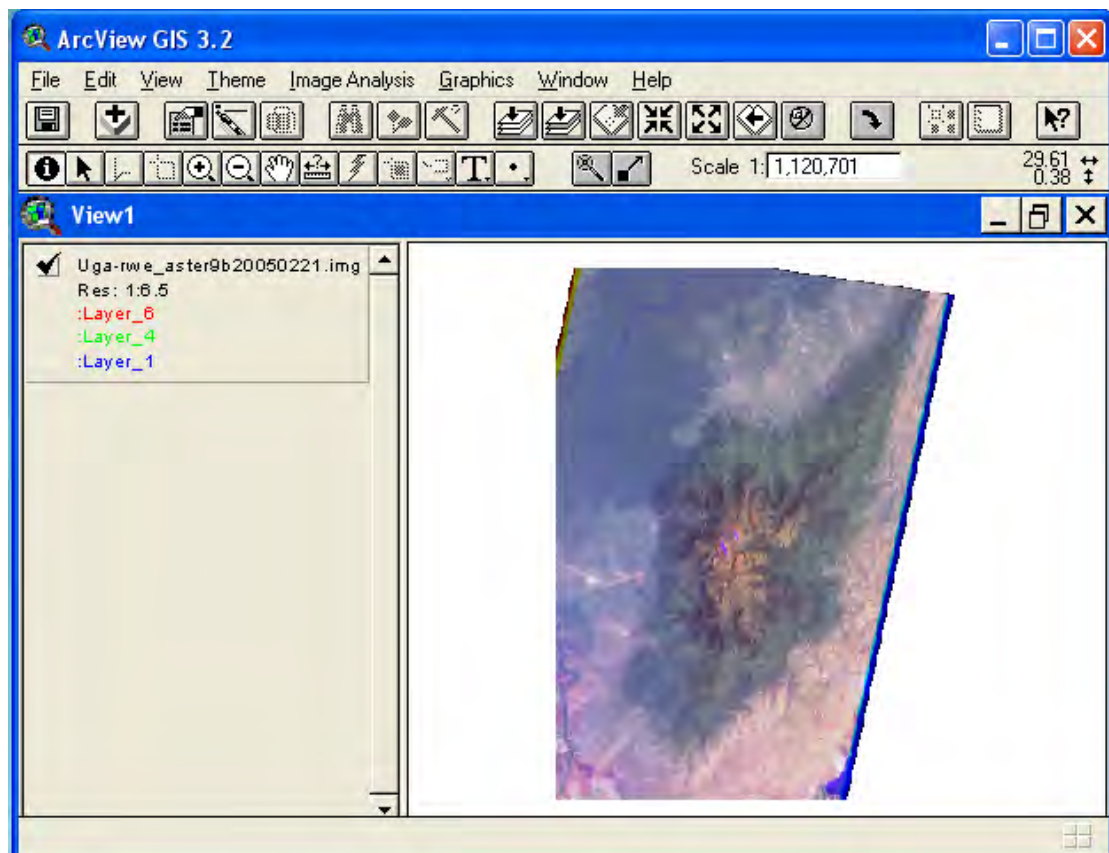 ArcView GIS 3.2
File Edit View Theme Image Analysis Graphics Window Help
Scale 1: 1,120,701
29.61
0.38
View1
Uga-rwe_aster9b20050221.img
Res: 1:6.5
:Layer_6
:Layer_4
:Layer_1